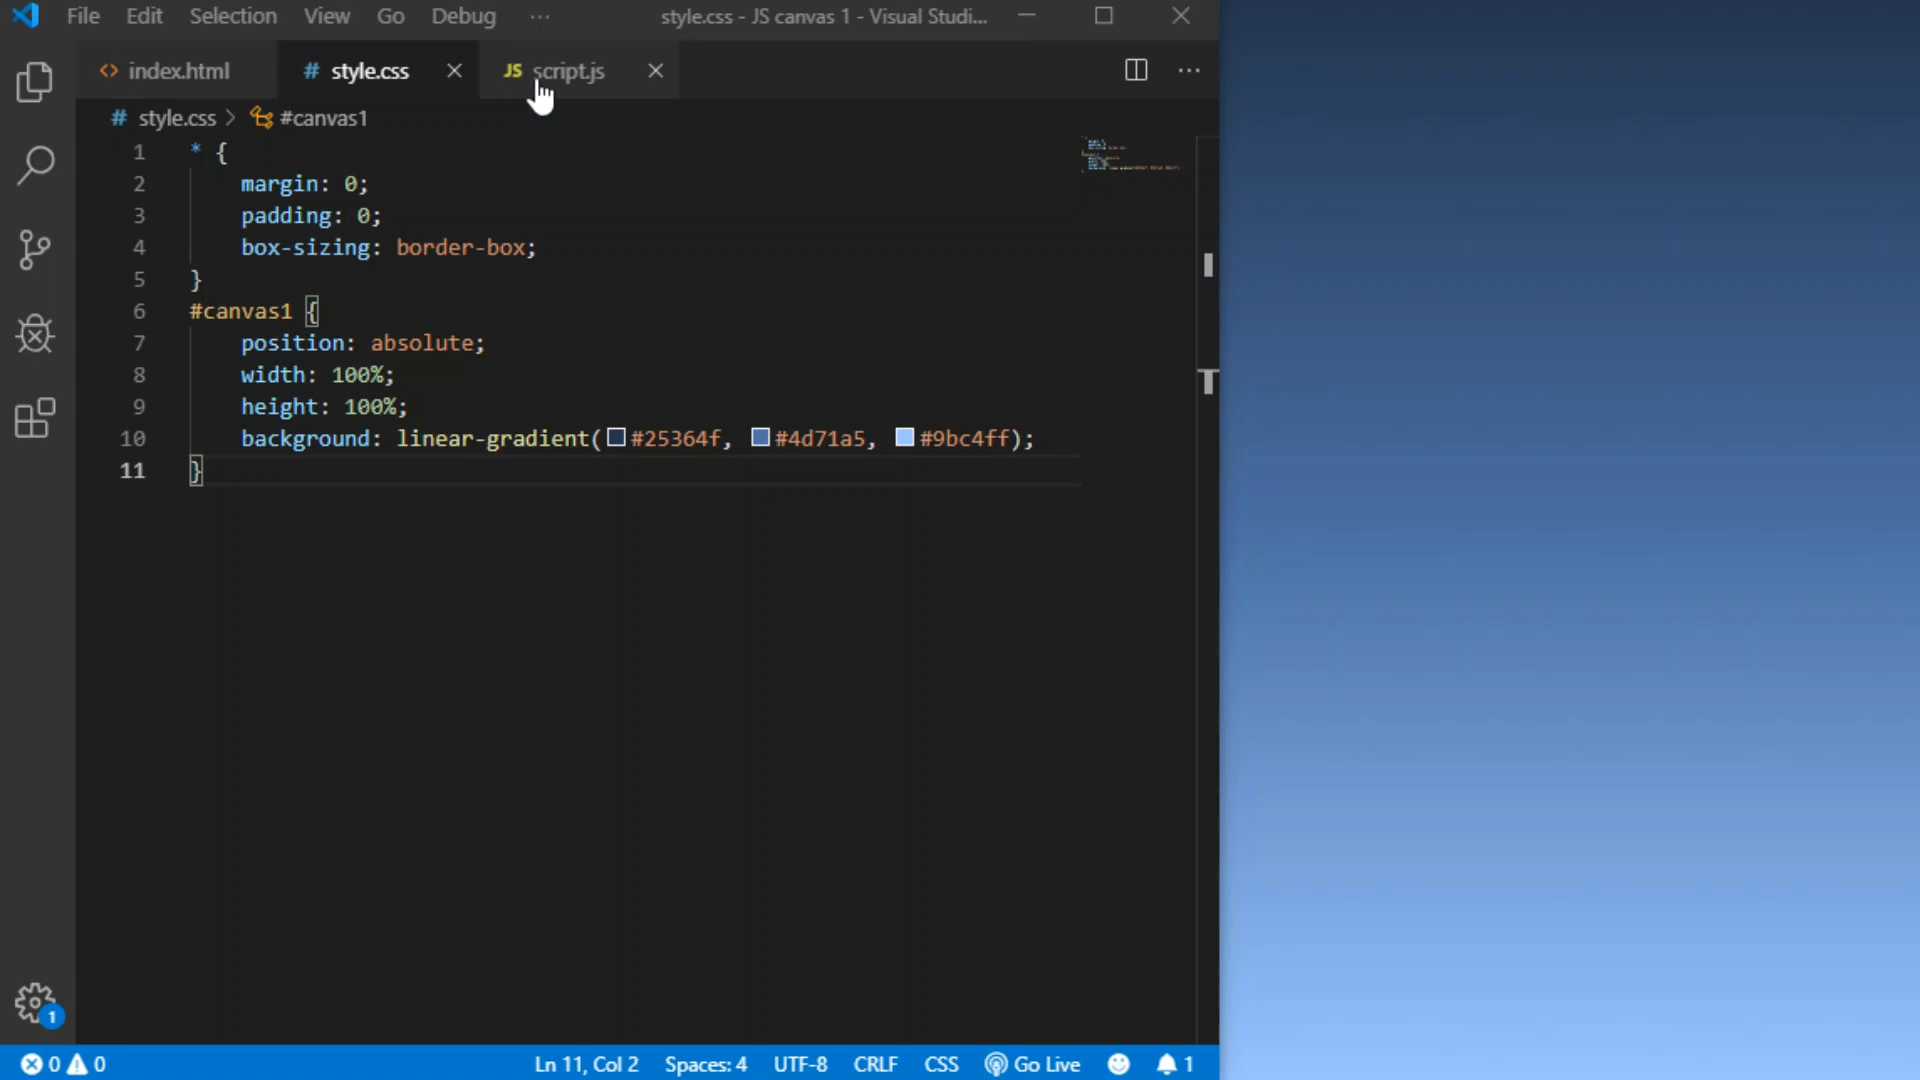 File Edit Selection View Go Debug ··· style.css - JS canvas 1 - Visual Studi...
<> index.html # style.css JS script.js ···
# style.css > #canvas1
1 * {
2 margin: 0;
3 padding: 0;
4 box-sizing: border-box;
5 }
6 #canvas1 {
7 position: absolute;
8 width: 100%;
9 height: 100%;
10 background: linear-gradient(#25364f, #4d71a5, #9bc4ff);
11 }
1
0 0 Ln 11, Col 2 Spaces: 4 UTF-8 CRLF CSS Go Live 1